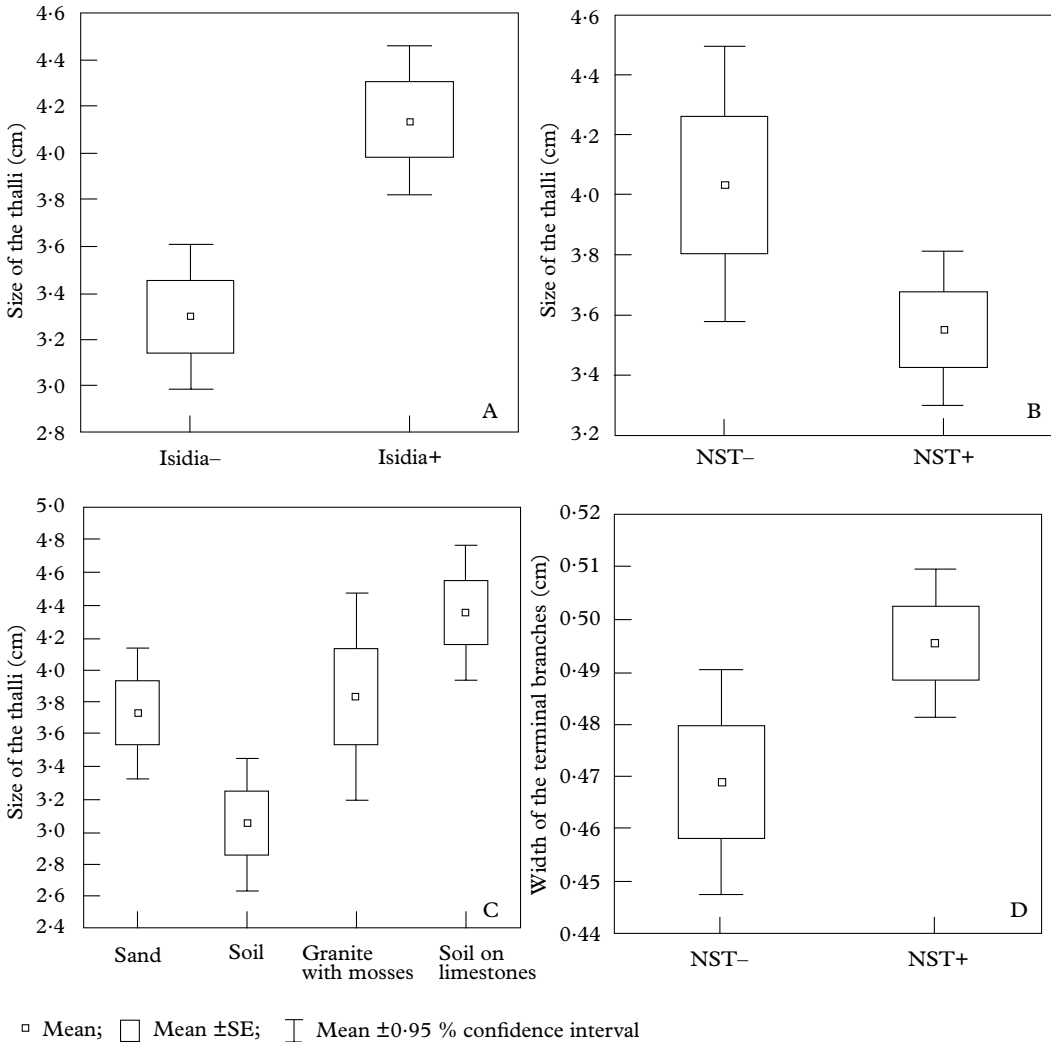 Size of the thalli (cm)
4·6
4·4
4·2
4·0
3·8
3·6
3·4
3·2
3·0
2·8
Isidia–
Isidia+
A
Size of the thalli (cm)
4·6
4·4
4·2
4·0
3·8
3·6
3·4
3·2
NST–
NST+
B
Size of the thalli (cm)
5·0
4·8
4·6
4·4
4·2
4·0
3·8
3·6
3·4
3·2
3·0
2·8
2·6
2·4
Sand
Soil
Granite
with mosses
Soil on
limestones
C
Width of the terminal branches (cm)
0·52
0·51
0·50
0·49
0·48
0·47
0·46
0·45
0·44
NST–
NST+
D
Mean; Mean ±SE; Mean ±0·95 % confidence interval